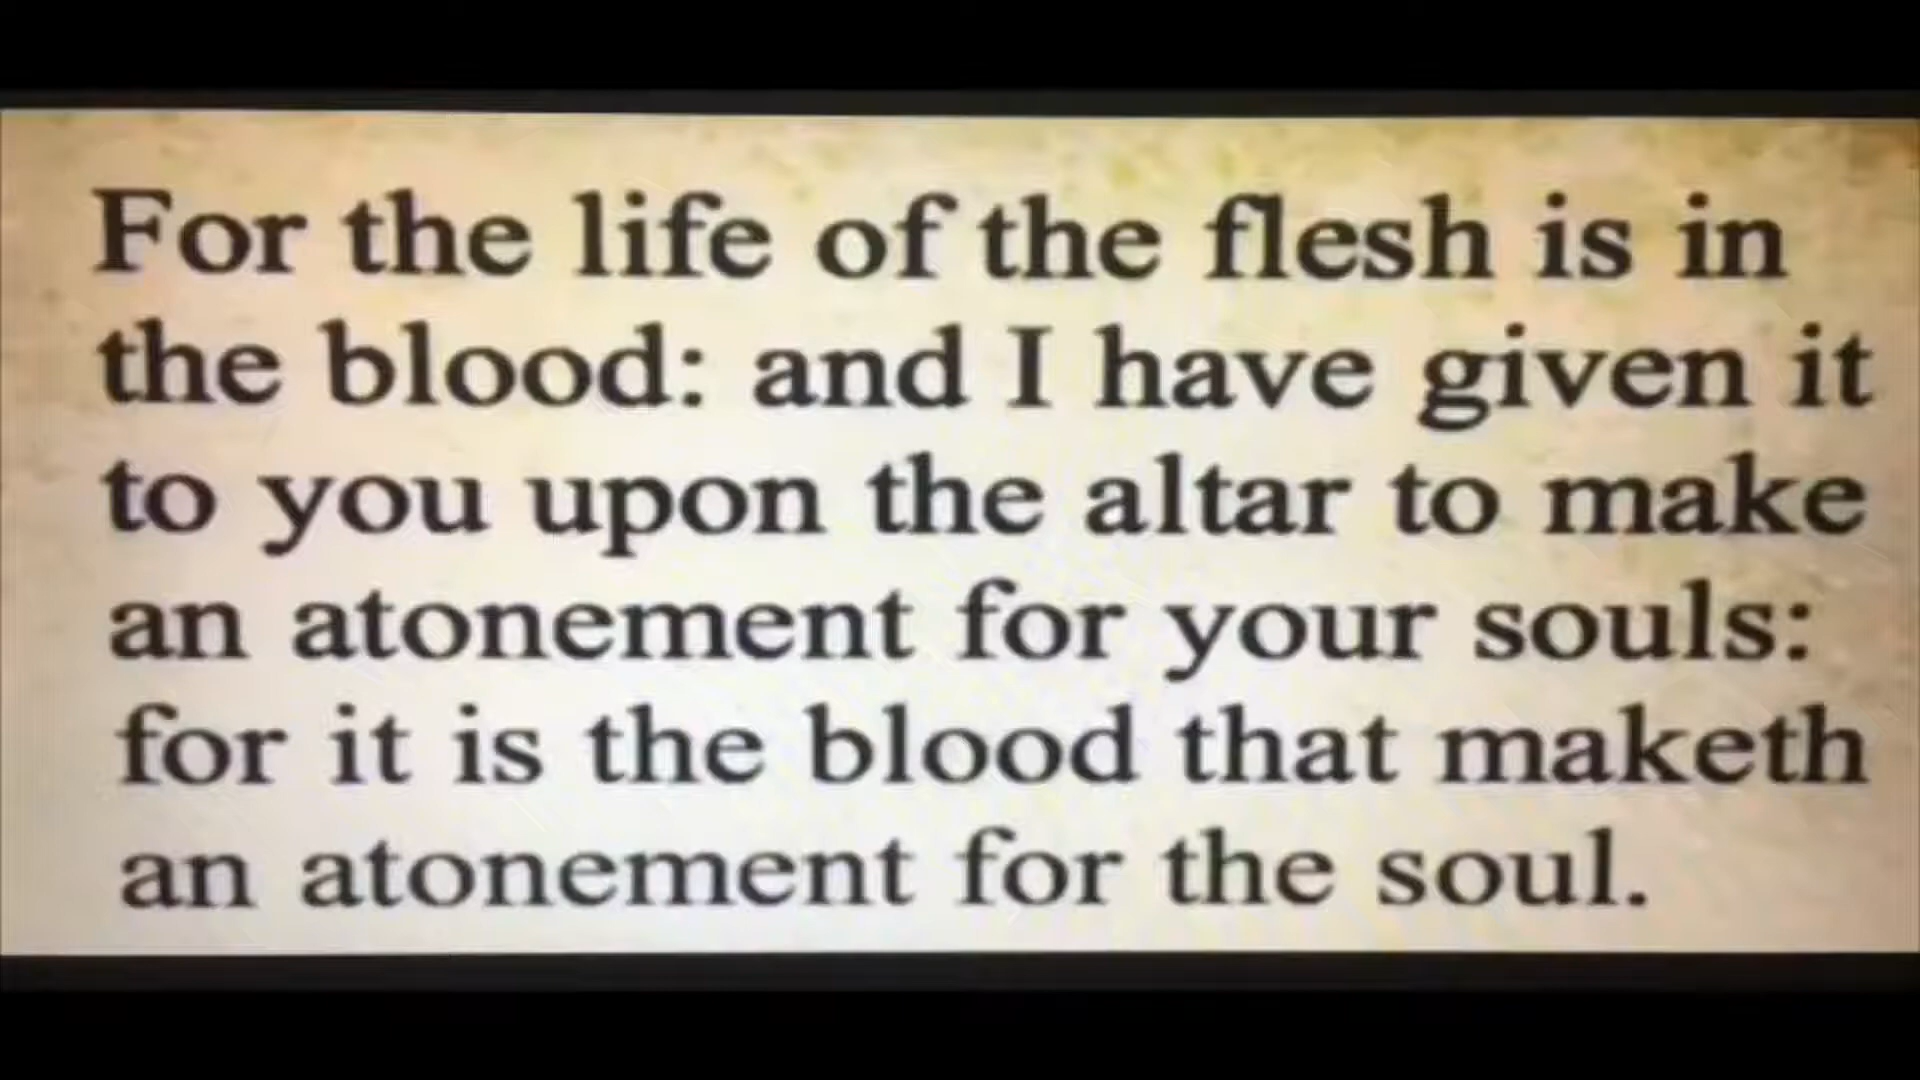 For the life of the flesh is in
the blood: and I have given it
to you upon the altar to make
an atonement for your souls:
for it is the blood that maketh
an atonement for the soul.